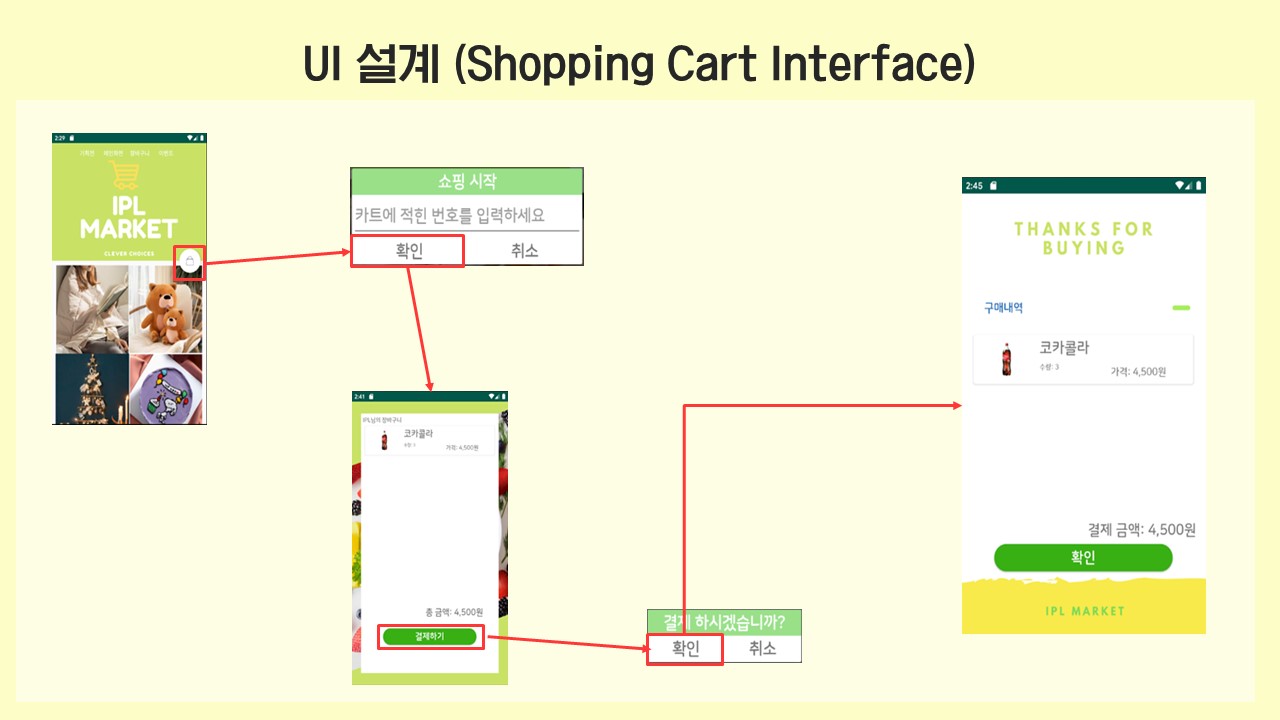 UI 설계 (Shopping Cart Interface)
2:29
기획전 메인화면 장바구니 이벤트
IPL
MARKET
CLEVER CHOICES
쇼핑 시작
카트에 적힌 번호를 입력하세요
확인 취소
2:41
IPL님의 장바구니
코카콜라
수량: 3
가격: 4,500원
총 금액: 4,500원
결제하기
결제 하시겠습니까?
확인 취소
2:45
THANKS FOR
BUYING
구매내역
코카콜라
수량: 3
가격: 4,500원
결제 금액: 4,500원
확인
IPL MARKET